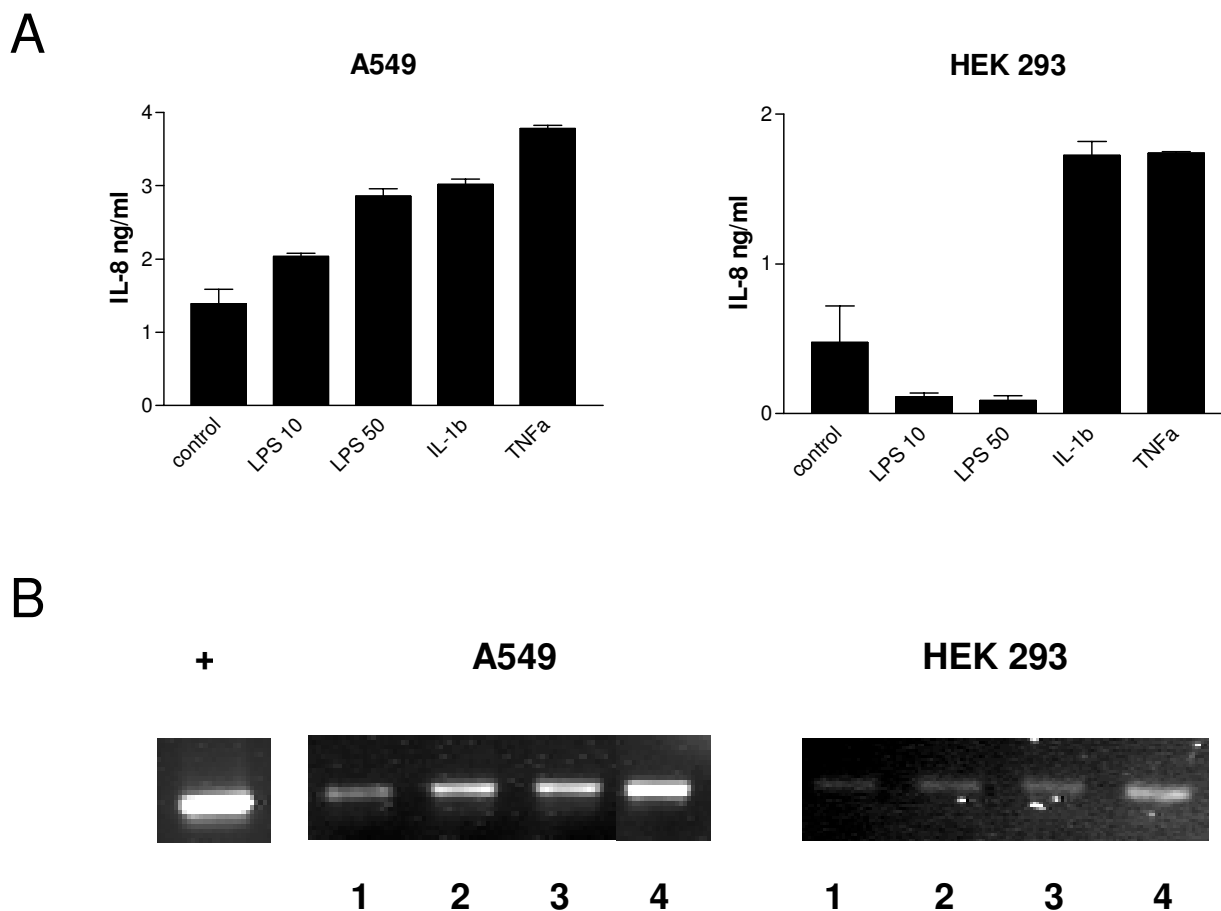 A
A549
IL-8 ng/ml
4
3
2
1
0
control
LPS 10
LPS 50
IL-1b
TNFa
HEK 293
IL-8 ng/ml
2
1
0
control
LPS 10
LPS 50
IL-1b
TNFa
B
+ A549 HEK 293
1 2 3 4 1 2 3 4